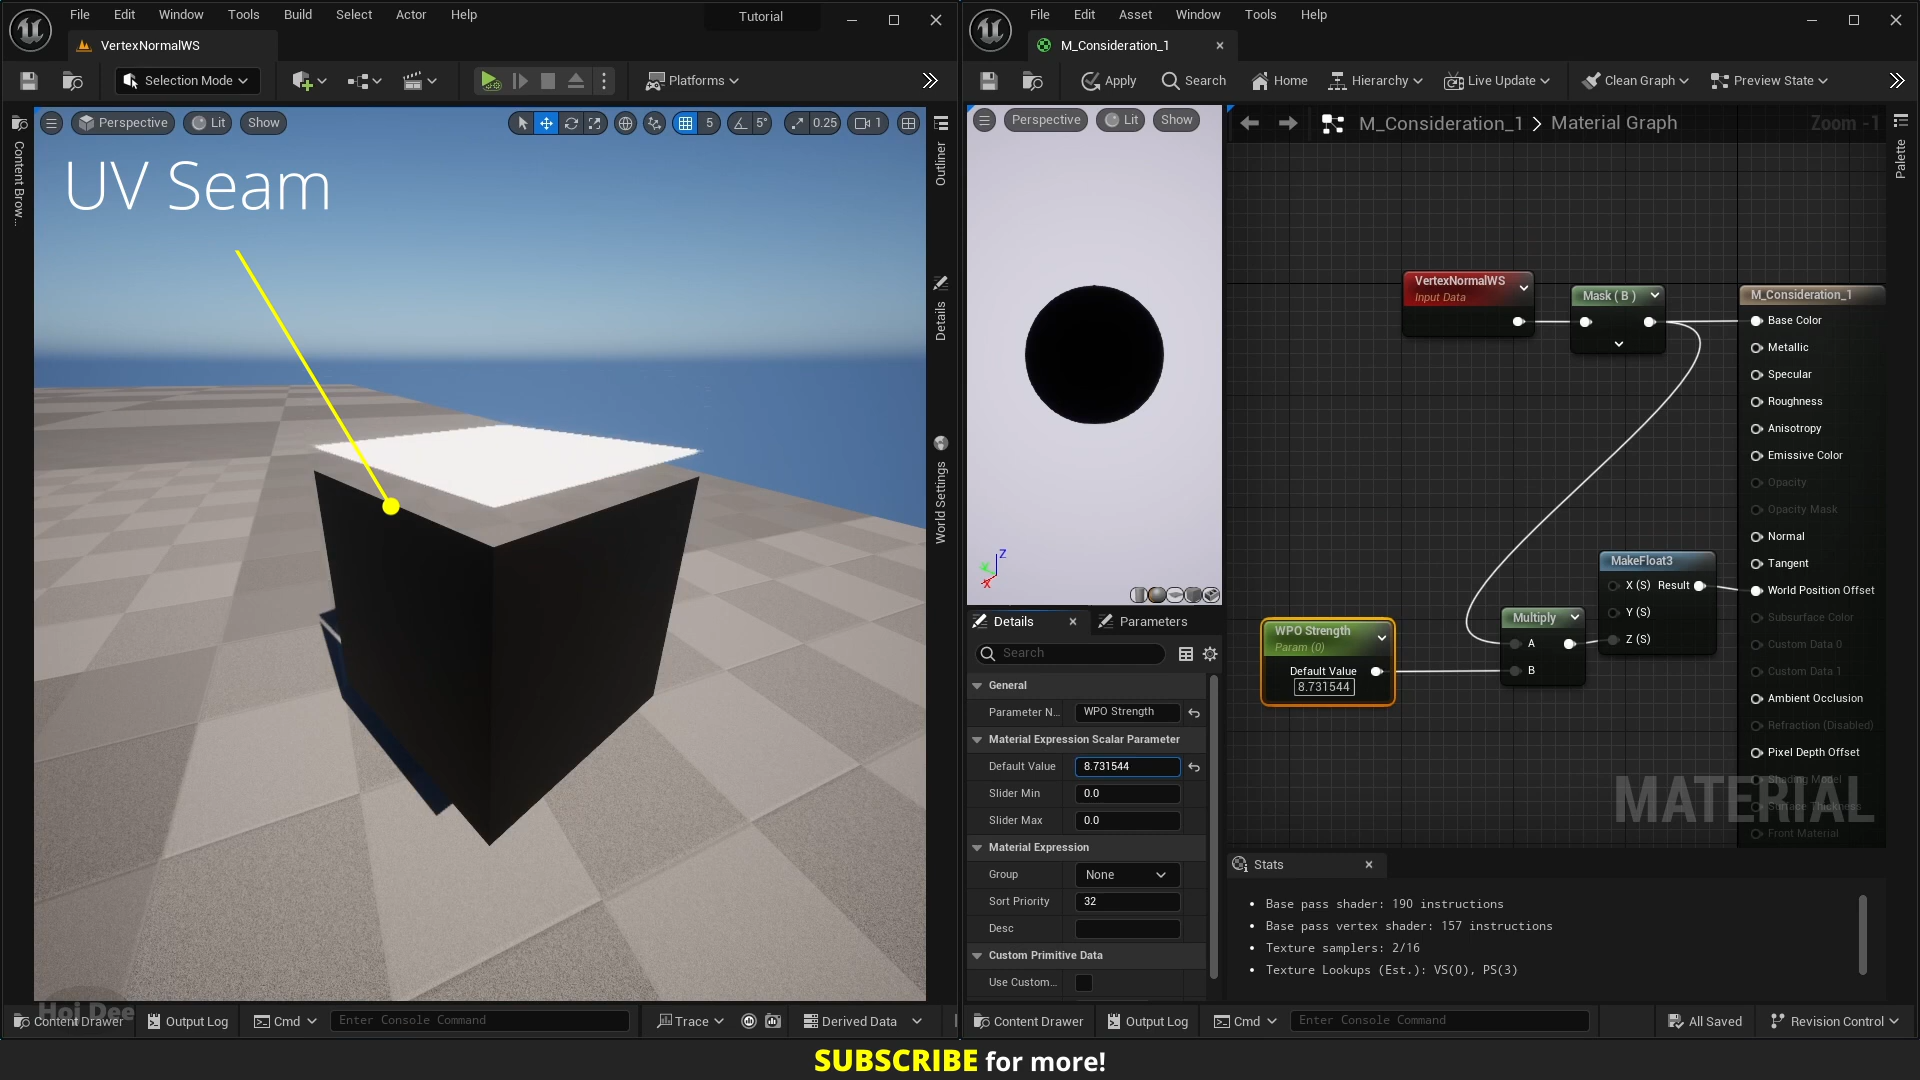 File Edit Window Tools Build Select Actor Help
Tutorial
VertexNormalWS
Selection Mode
Platforms
Perspective
Lit
Show
5
5°
0.25
1
Content Brow...
Outliner
Details
World Settings
UV Seam
Hoj Dee
Content Drawer
Output Log
Cmd
Enter Console Command
Trace
Derived Data
File Edit Asset Window Tools Help
M_Consideration_1
Apply
Search
Home
Hierarchy
Live Update
Clean Graph
Preview State
Perspective
Lit
Show
Z
X
M_Consideration_1 > Material Graph
Zoom -1
Palette
VertexNormalWS
Input Data
Mask ( B )
M_Consideration_1
Base Color
Metallic
Specular
Roughness
Anisotropy
Emissive Color
Opacity
Opacity Mask
Normal
Tangent
World Position Offset
Subsurface Color
Custom Data 0
Custom Data 1
Ambient Occlusion
Refraction (Disabled)
Pixel Depth Offset
Shading Model
Surface Thickness
Front Material
MakeFloat3
X (S) Result
Y (S)
Z (S)
Multiply
A
B
WPO Strength
Param (0)
Default Value
8.731544
MATERIAL
Details
Parameters
Search
General
Parameter N... WPO Strength
Material Expression Scalar Parameter
Default Value 8.731544
Slider Min 0.0
Slider Max 0.0
Material Expression
Group None
Sort Priority 32
Desc
Custom Primitive Data
Use Custom...
Stats
• Base pass shader: 190 instructions
• Base pass vertex shader: 157 instructions
• Texture samplers: 2/16
• Texture Lookups (Est.): VS(0), PS(3)
Content Drawer
Output Log
Cmd
Enter Console Command
All Saved
Revision Control
SUBSCRIBE for more!